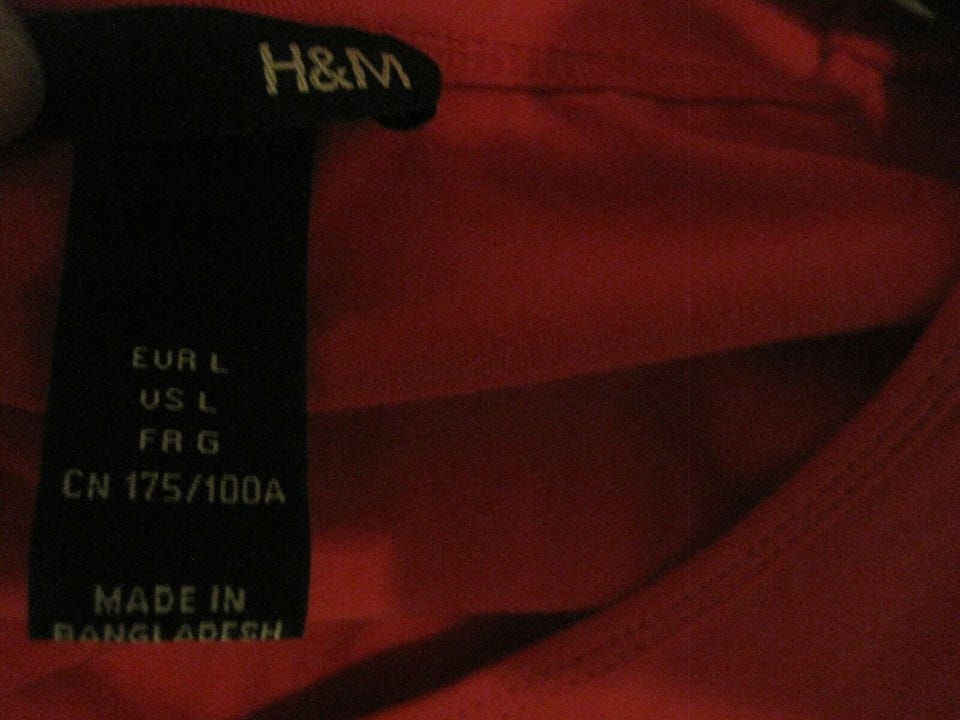 H&M
EUR L
US L
FR G
CN 175/100A
MADE IN
BANGLADESH